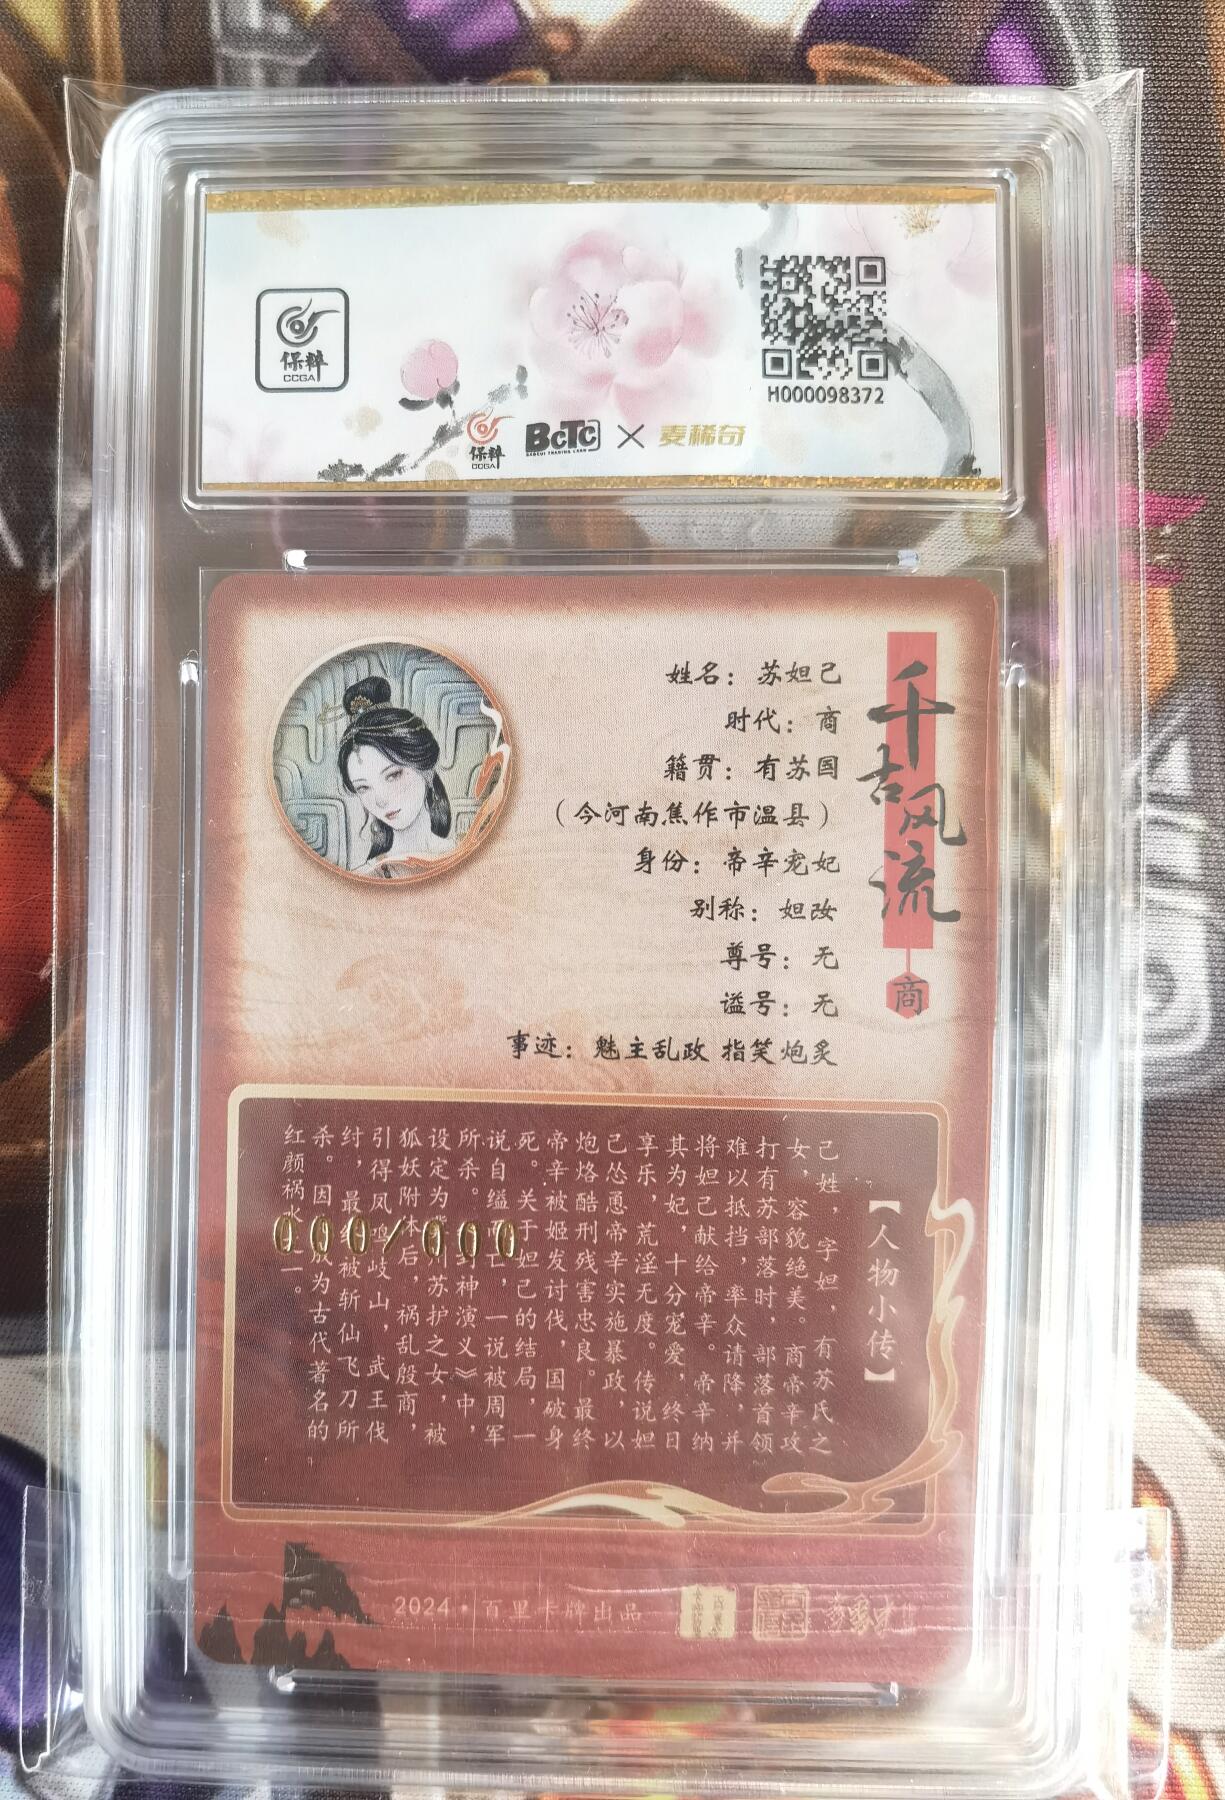 保粹
CCGA
H000098372
保粹
CCGA
BCTC
×
麦稀奇
千古风流
商
姓名：苏妲己
时代：商
籍贯：有苏国
（今河南焦作市温县）
身份：帝辛宠妃
别称：妲改
尊号：无
谥号：无
事迹：魅主乱政 指笑炮炙
【人物小传】
己姓，字妲，有苏氏之
女，容貌绝美。商帝辛攻
打有苏部落时，部落首领
难以抵挡，率众请降，并
将妲己献给帝辛。帝辛纳
其为妃，十分宠爱，终日
享乐，荒淫无度。传说妲
己怂恿帝辛实施暴政，以
炮烙酷刑残害忠良。最终
帝辛被姬发讨伐，国破身
死。关于妲己的结局，一
说自缢而亡，一说被周军
所杀。《封神演义》中，
设定为冀州苏护之女，被
狐妖附体后，祸乱殷商，
引得凤鸣岐山，武王伐
纣，最终被斩仙飞刀所
杀。因成为古代著名的
红颜祸水一。
000/000
2024·百里卡牌出品